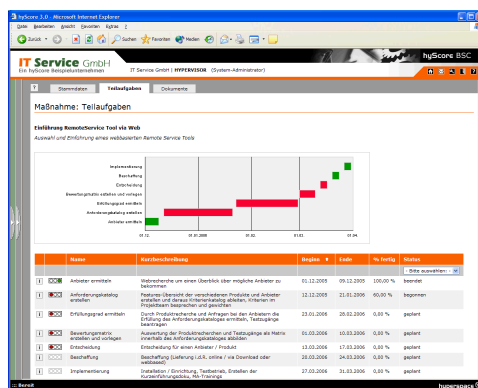 hyScore 3.0 - Microsoft Internet Explorer
Datei Bearbeiten Ansicht Favoriten Extras ?
Zurück Suchen Favoriten Medien
hyScore BSC
IT Service GmbH
Ein hyScore Beispielunternehmen
IT Service GmbH | HYPERVISOR (System-Administrator)
? Stammdaten Teilaufgaben Dokumente
Maßnahme: Teilaufgaben
Einführung RemoteService Tool via Web
Auswahl und Einführung eines webbasierten Remote Service Tools.
Implementierung
Beschaffung
Entscheidung
Bewertungsmatrix erstellen und vorlegen
Erfüllungsgrad ermitteln
Anforderungskatalog erstellen
Anbieter ermitteln
01.12. 01.01.2006 01.02. 01.03. 01.04.
Name Kurzbeschreibung Beginn Ende % fertig Status
- Bitte auswählen: -
Anbieter ermitteln Webrecherche um einen Überblick über mögliche Anbieter zu 01.12.2005 09.12.2005 100,00 % beendet
bekommen
Anforderungskatalog Features-Übersicht der verschiedenen Produkte und Anbieter 12.12.2005 21.01.2006 60,00 % begonnen
erstellen erstellen und daraus Kriterienkatalog ableiten, Kriterien im
Projektteam besprechen und gewichten
Erfüllungsgrad ermitteln Durch Produktrecherche und Anfragen bei den Anbietern die 23.01.2006 28.02.2006 0,00 % geplant
Erfüllung des Anforderungskataloges ermitteln, Testzugänge
beantragen
Bewertungsmatrix Auswertung der Produktrecherchen und Testzugänge als Matrix 01.03.2006 10.03.2006 0,00 % geplant
erstellen und vorlegen innerhalb des Anforderungskataloges abbilden
Entscheidung Entscheidung für einen Anbieter / Produkt 13.03.2006 17.03.2006 0,00 % geplant
Beschaffung Beschaffung (Lieferung i.d.R. online / via Download oder 20.03.2006 24.03.2006 0,00 % geplant
webbased)
Implementierung Installation / Einrichtung, Testbetrieb, Erstellen der 27.03.2006 31.03.2006 0,00 % geplant
Kurzeinführungsdoku, MA-Trainings
::: Bereit hyperspace